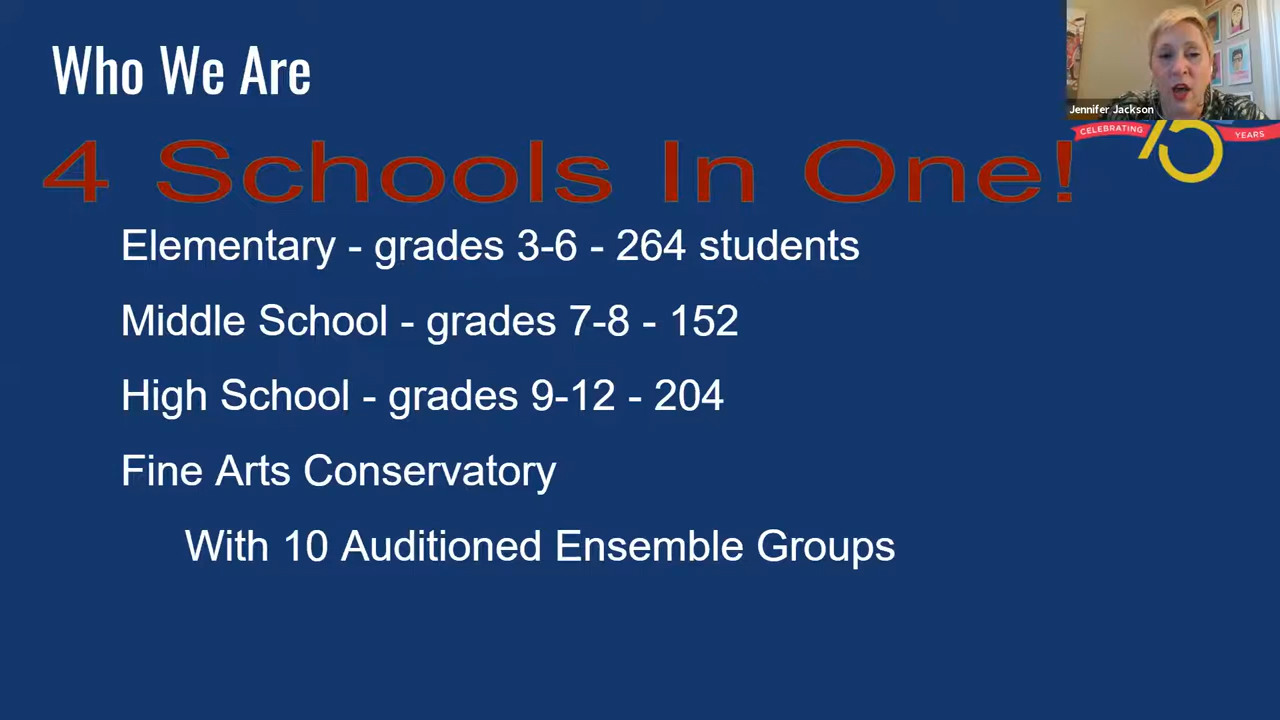 Who We Are
Jennifer Jackson
CELEBRATING
YEARS
4 Schools In One!
Elementary - grades 3-6 - 264 students
Middle School - grades 7-8 - 152
High School - grades 9-12 - 204
Fine Arts Conservatory
With 10 Auditioned Ensemble Groups